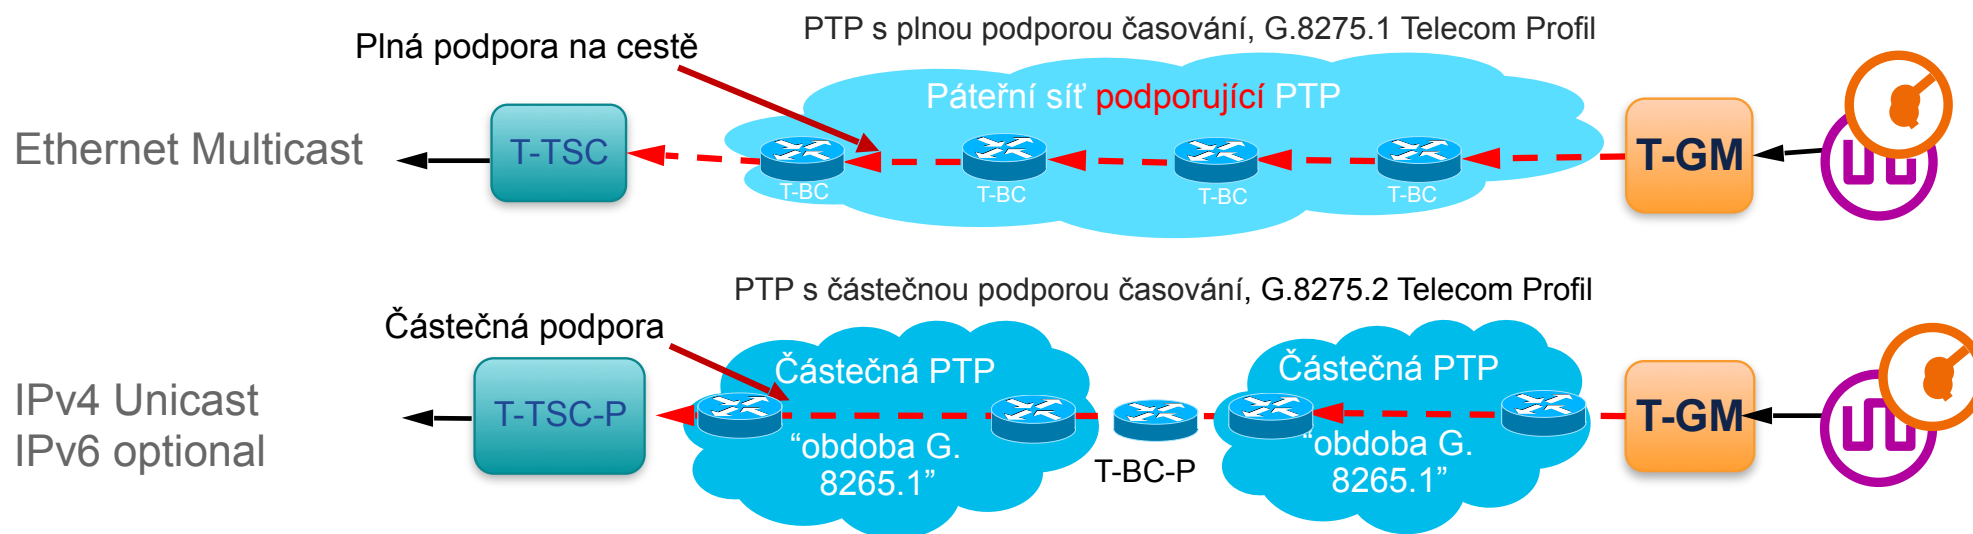 PTP s plnou podporou časování, G.8275.1 Telecom Profil
Plná podpora na cestě
Páteřní síť podporující PTP
Ethernet Multicast
T-TSC
T-BC
T-BC
T-BC
T-BC
T-GM
PTP s částečnou podporou časování, G.8275.2 Telecom Profil
Částečná podpora
Částečná PTP
Částečná PTP
IPv4 Unicast
IPv6 optional
T-TSC-P
“obdoba G.
8265.1”
T-BC-P
“obdoba G.
8265.1”
T-GM